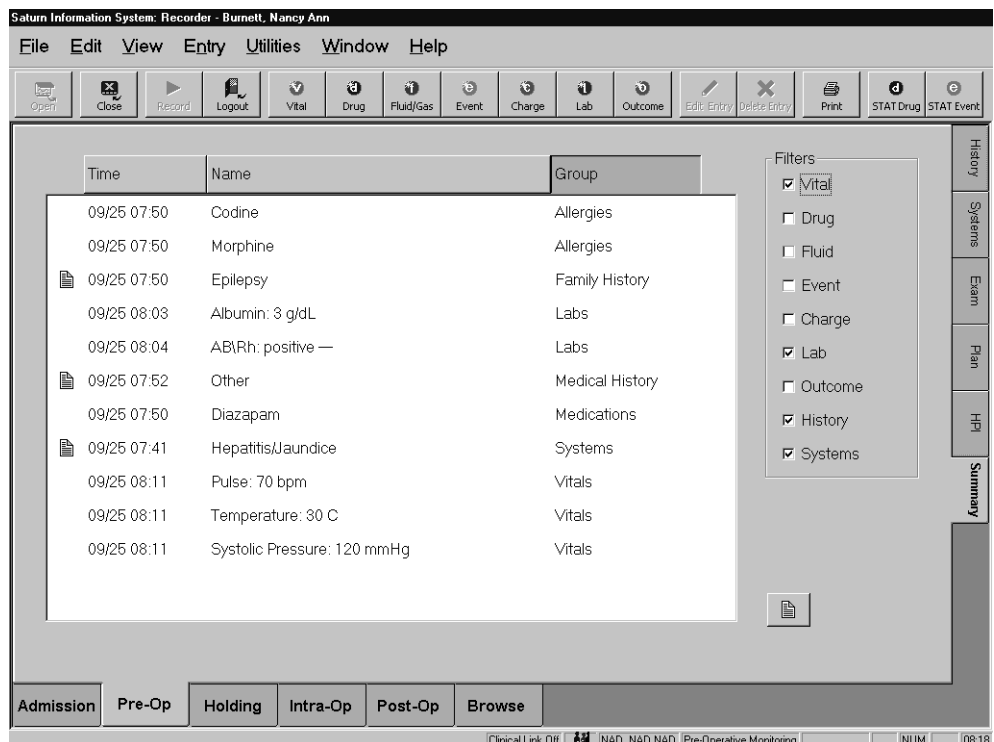 Saturn Information System: Recorder - Burnett, Nancy Ann
File Edit View Entry Utilities Window Help
Open Close Record Logout Vital Drug Fluid/Gas Event Charge Lab Outcome Edit Entry Delete Entry Print STAT Drug STAT Event
Time Name Group
09/25 07:50 Codine Allergies
09/25 07:50 Morphine Allergies
09/25 07:50 Epilepsy Family History
09/25 08:03 Albumin: 3 g/dL Labs
09/25 08:04 AB\Rh: positive — Labs
09/25 07:52 Other Medical History
09/25 07:50 Diazapam Medications
09/25 07:41 Hepatitis/Jaundice Systems
09/25 08:11 Pulse: 70 bpm Vitals
09/25 08:11 Temperature: 30 C Vitals
09/25 08:11 Systolic Pressure: 120 mmHg Vitals
Filters
Vital
Drug
Fluid
Event
Charge
Lab
Outcome
History
Systems
History
Systems
Exam
Plan
HPI
Summary
Admission Pre-Op Holding Intra-Op Post-Op Browse
Clinical Link Off NAD, NAD NAD Pre-Operative Monitoring NUM 08:18